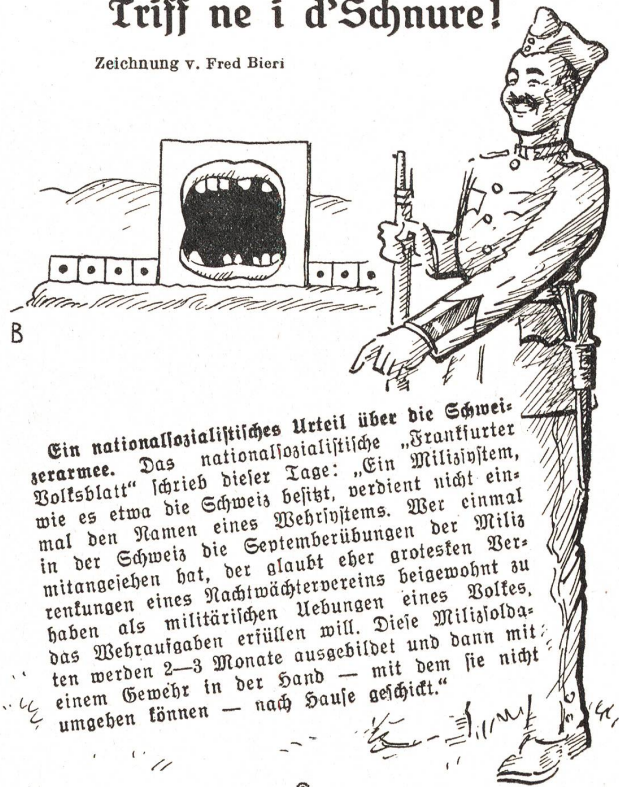 Triff ne i d'Schnure!
Zeichnung v. Fred Bieri
B
Ein nationalsozialistisches Urteil über die Schwei-
zerarmee. Das nationalsozialistische „Frankfurter
Volksblatt“ schrieb dieser Tage: „Ein Milizsystem,
wie es etwa die Schweiz besitzt, verdient nicht ein-
mal den Namen eines Wehrsystems. Wer einmal
in der Schweiz die Septemberübungen der Miliz
mitangesehen hat, der glaubt eher grotesken Ver-
renkungen eines Nachtwächtervereins beigewohnt zu
haben als militärischen Uebungen eines Volkes,
das Wehraufgaben erfüllen will. Diese Milizsolda-
ten werden 2—3 Monate ausgebildet und dann mit
einem Gewehr in der Hand — mit dem sie nicht
umgehen können — nach Hause geschickt.“